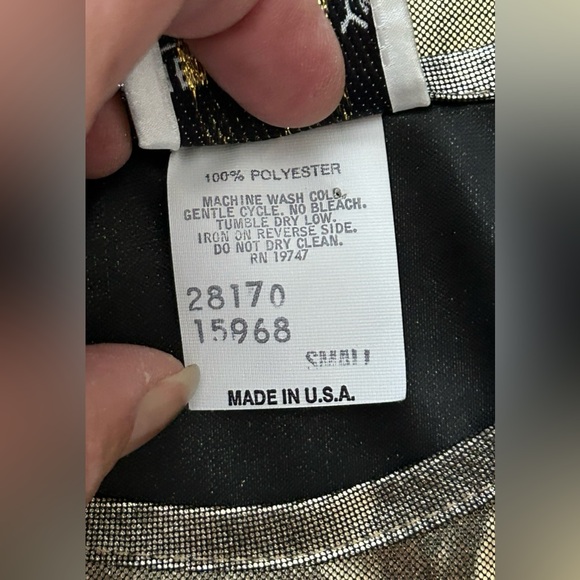 100% POLYESTER
MACHINE WASH COLD.
GENTLE CYCLE. NO BLEACH.
TUMBLE DRY LOW.
IRON ON REVERSE SIDE.
DO NOT DRY CLEAN.
RN 19747
28170
15968
SMALL
MADE IN U.S.A.